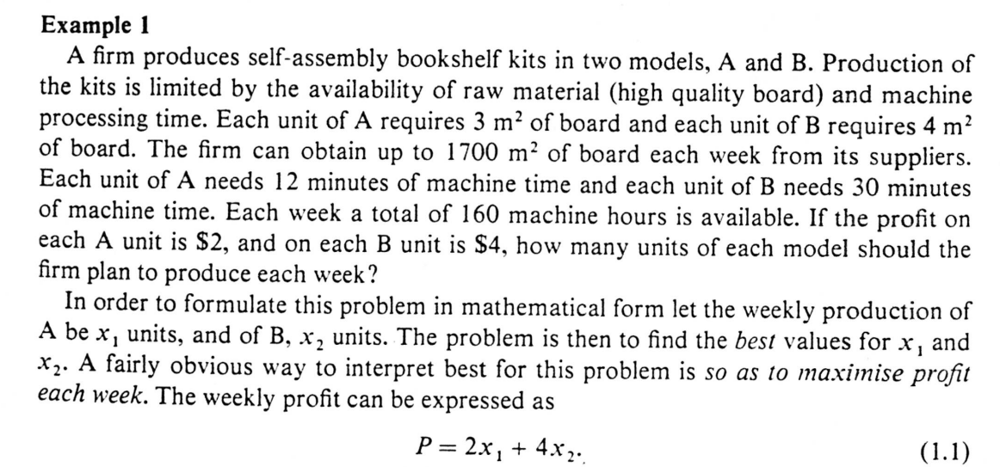 Example 1
A firm produces self-assembly bookshelf kits in two models, A and B. Production of
the kits is limited by the availability of raw material (high quality board) and machine
processing time. Each unit of A requires 3 m² of board and each unit of B requires 4 m²
of board. The firm can obtain up to 1700 m² of board each week from its suppliers.
Each unit of A needs 12 minutes of machine time and each unit of B needs 30 minutes
of machine time. Each week a total of 160 machine hours is available. If the profit on
each A unit is $2, and on each B unit is $4, how many units of each model should the
firm plan to produce each week?
In order to formulate this problem in mathematical form let the weekly production of
A be x₁ units, and of B, x₂ units. The problem is then to find the best values for x₁ and
x₂. A fairly obvious way to interpret best for this problem is so as to maximise profit
each week. The weekly profit can be expressed as
P = 2x₁ + 4x₂. (1.1)